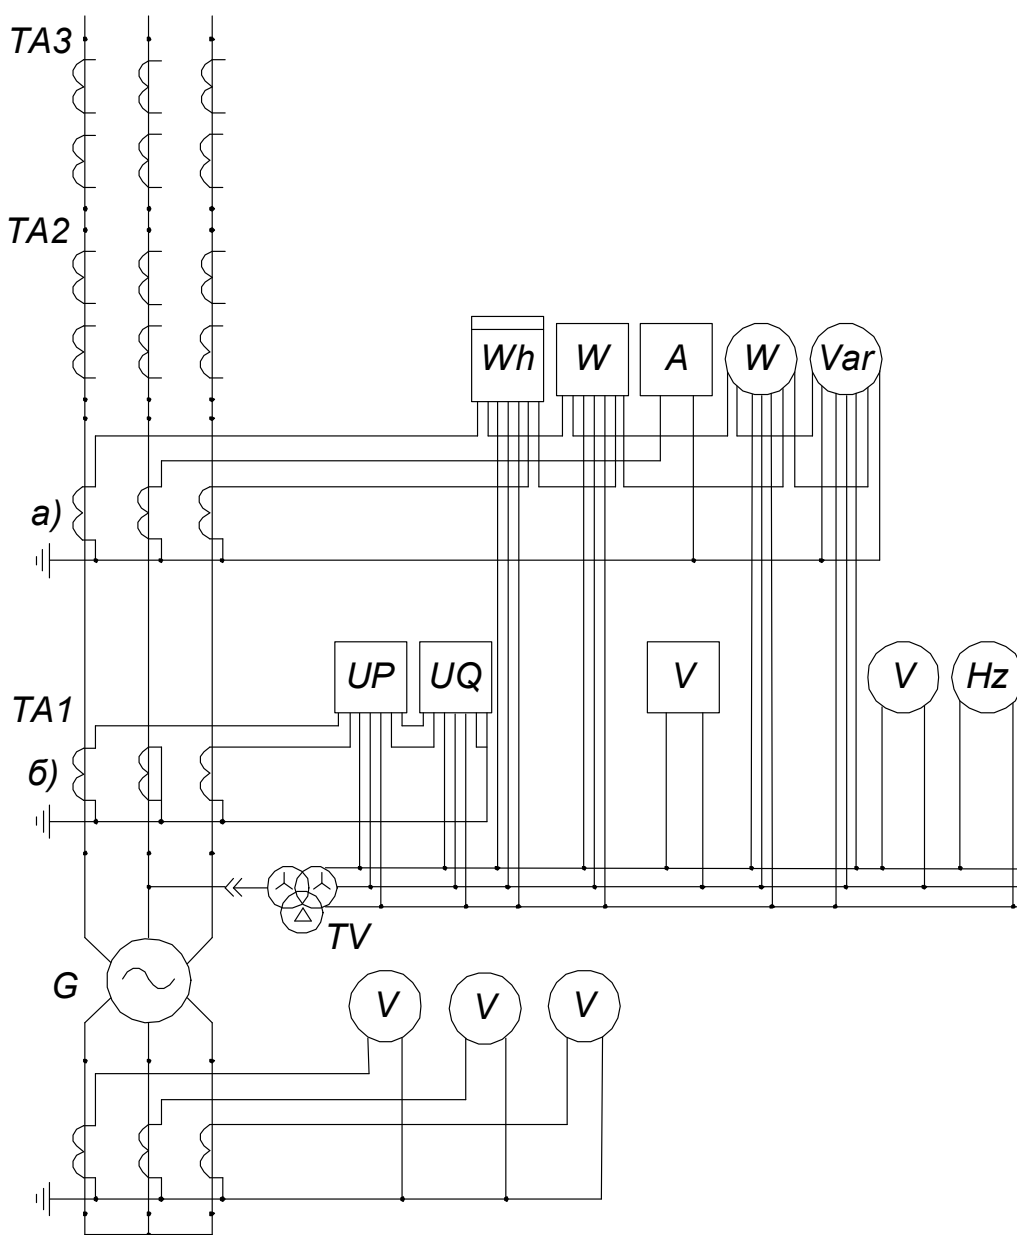 TA3
TA2
Wh W A W Var
а)
UP UQ V V Hz
TA1
б)
TV
G V V V